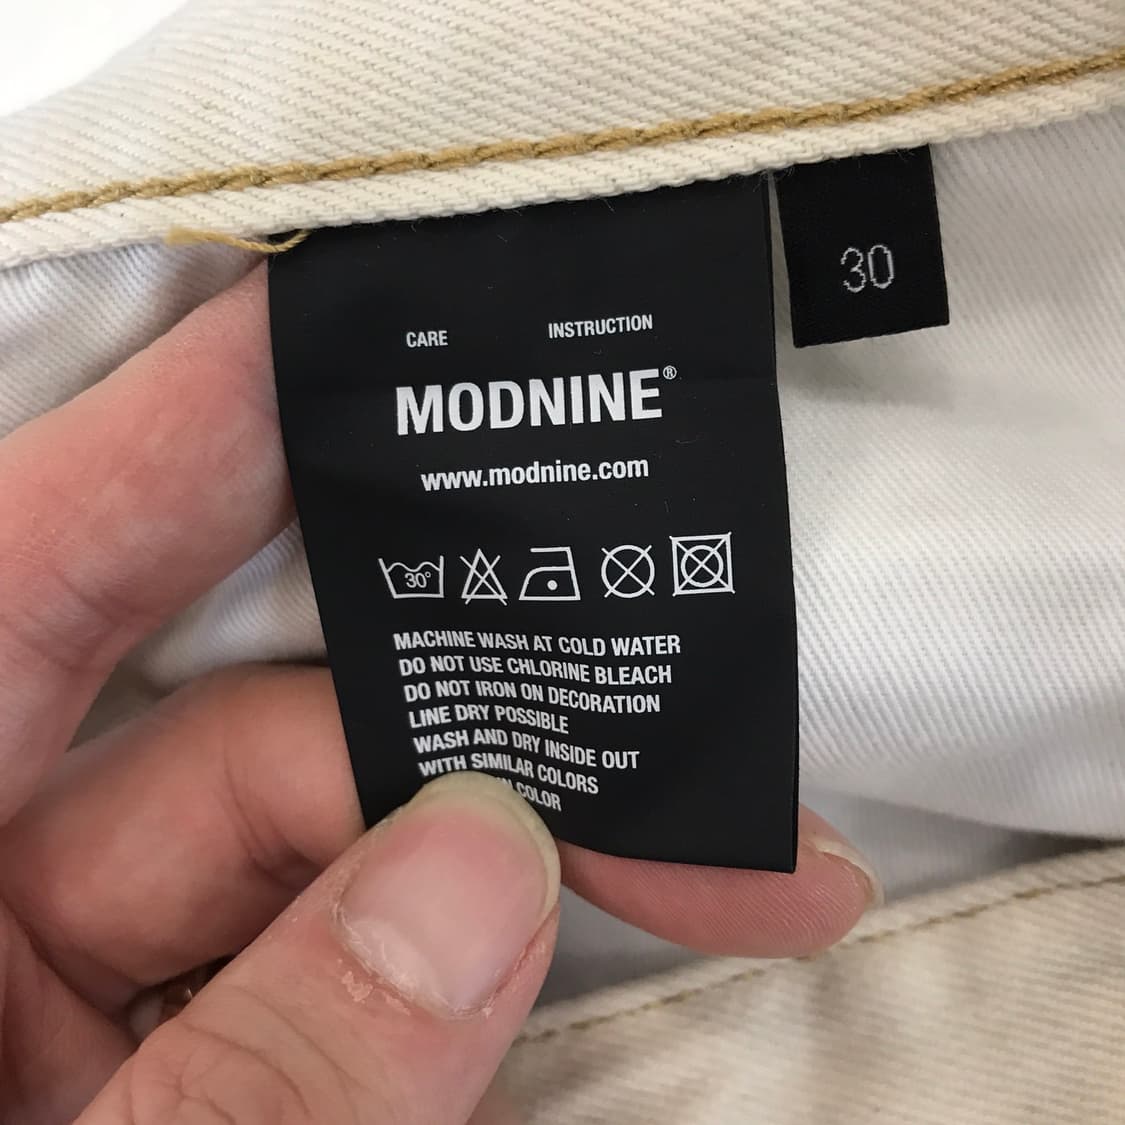 30
CARE INSTRUCTION
MODNINE®
www.modnine.com
30°
MACHINE WASH AT COLD WATER
DO NOT USE CHLORINE BLEACH
DO NOT IRON ON DECORATION
LINE DRY POSSIBLE
WASH AND DRY INSIDE OUT
WITH SIMILAR COLORS
COLOR